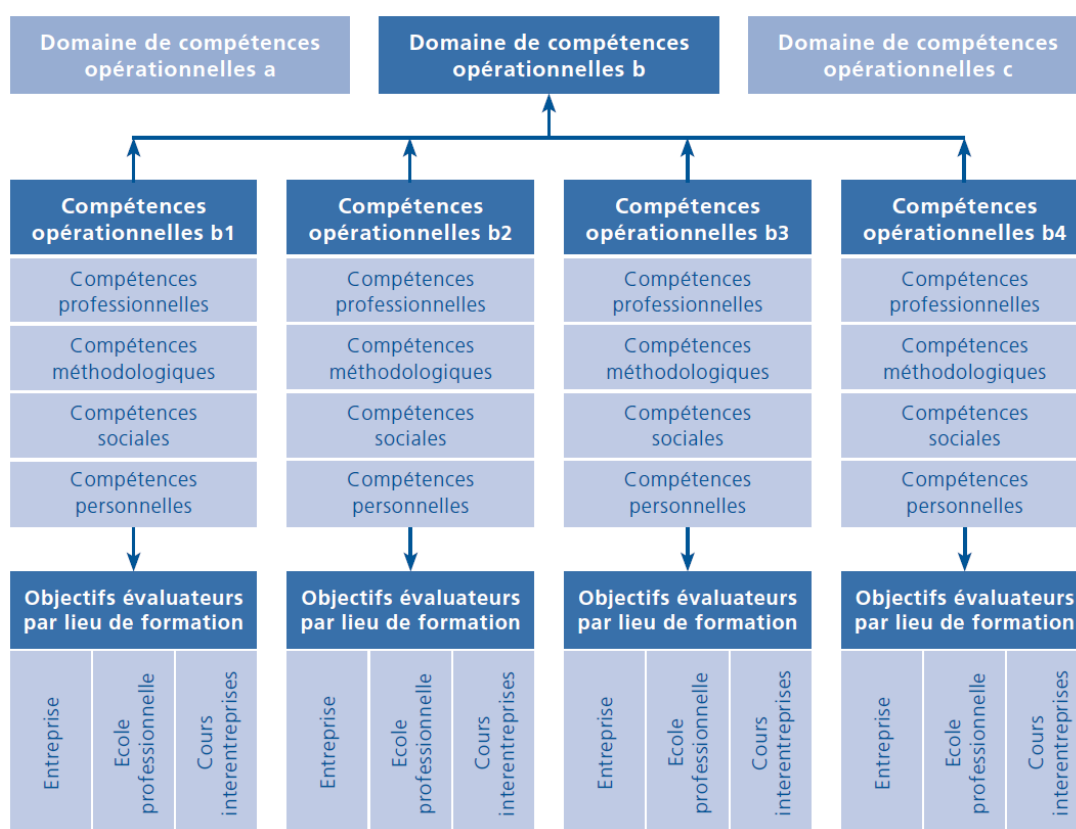 Domaine de compétences
opérationnelles a
Domaine de compétences
opérationnelles b
Domaine de compétences
opérationnelles c
Compétences
opérationnelles b1
Compétences
professionnelles
Compétences
méthodologiques
Compétences
sociales
Compétences
personnelles
Objectifs évaluateurs
par lieu de formation
Entreprise
Ecole
professionnelle
Cours
interentreprises
Compétences
opérationnelles b2
Compétences
professionnelles
Compétences
méthodologiques
Compétences
sociales
Compétences
personnelles
Objectifs évaluateurs
par lieu de formation
Entreprise
Ecole
professionnelle
Cours
interentreprises
Compétences
opérationnelles b3
Compétences
professionnelles
Compétences
méthodologiques
Compétences
sociales
Compétences
personnelles
Objectifs évaluateurs
par lieu de formation
Entreprise
Ecole
professionnelle
Cours
interentreprises
Compétences
opérationnelles b4
Compétences
professionnelles
Compétences
méthodologiques
Compétences
sociales
Compétences
personnelles
Objectifs évaluateurs
par lieu de formation
Entreprise
Ecole
professionnelle
Cours
interentreprises